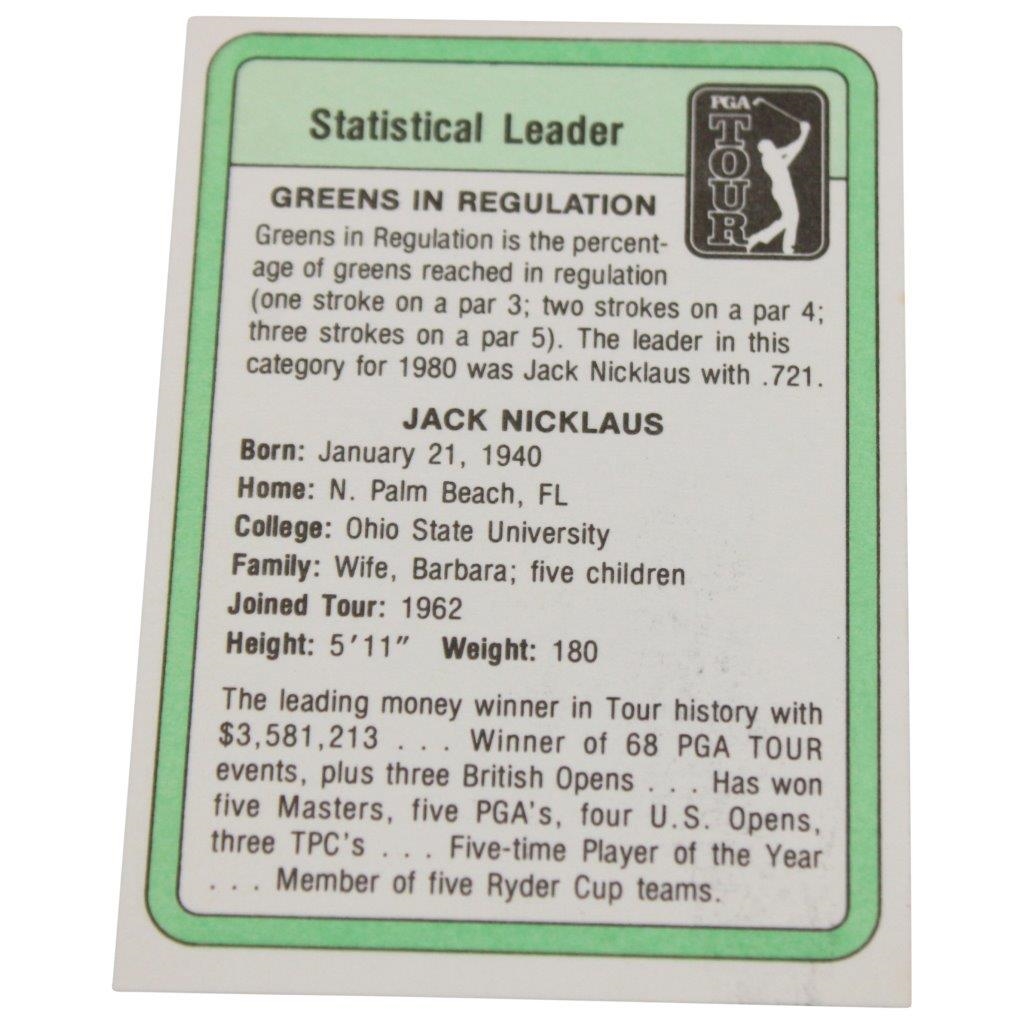 Statistical Leader
PGA
TOUR
GREENS IN REGULATION
Greens in Regulation is the percent-
age of greens reached in regulation
(one stroke on a par 3; two strokes on a par 4;
three strokes on a par 5). The leader in this
category for 1980 was Jack Nicklaus with .721.
JACK NICKLAUS
Born: January 21, 1940
Home: N. Palm Beach, FL
College: Ohio State University
Family: Wife, Barbara; five children
Joined Tour: 1962
Height: 5'11" Weight: 180
The leading money winner in Tour history with
$3,581,213 . . . Winner of 68 PGA TOUR
events, plus three British Opens . . . Has won
five Masters, five PGA's, four U.S. Opens,
three TPC's . . . Five-time Player of the Year
. . . Member of five Ryder Cup teams.